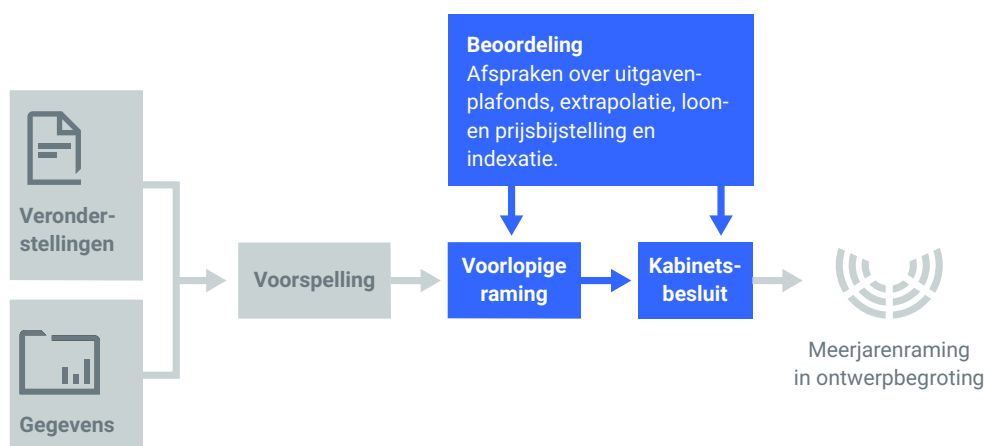 Beoordeling
Afspraken over uitgaven-
plafonds, extrapolatie, loon-
en prijsbijstelling en
indexatie.
Veronder-
stellingen
Voorspelling
Voorlopige
raming
Kabinets-
besluit
Meerjarenraming
in ontwerpbegroting
Gegevens